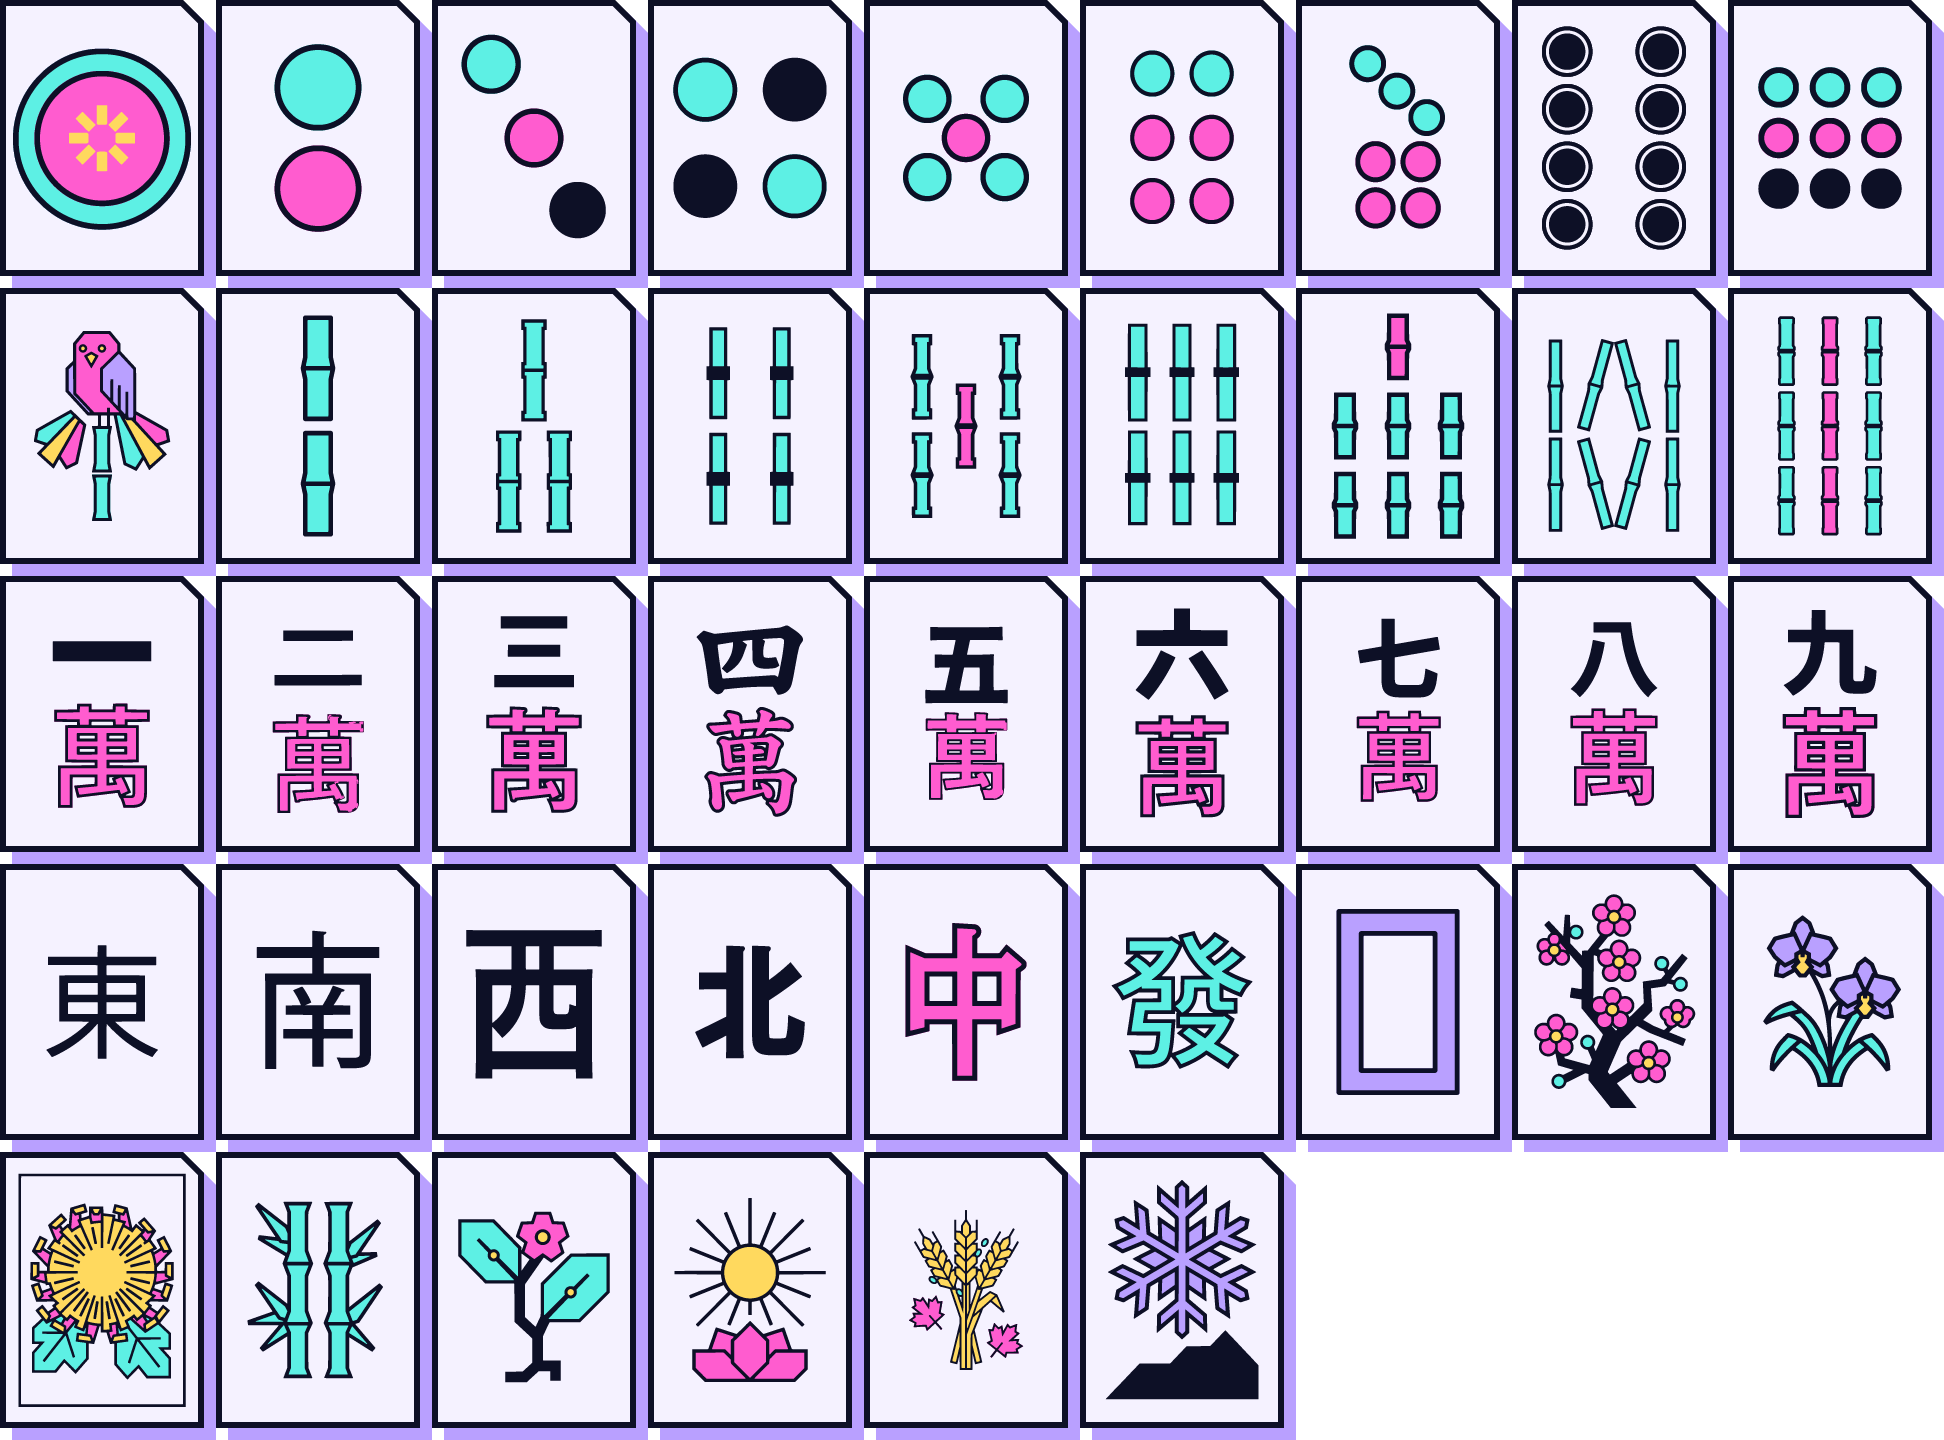 一 二 三 四 五 六 七 八 九
萬 萬 萬 萬 萬 萬 萬 萬 萬
東 南 西 北 中 發